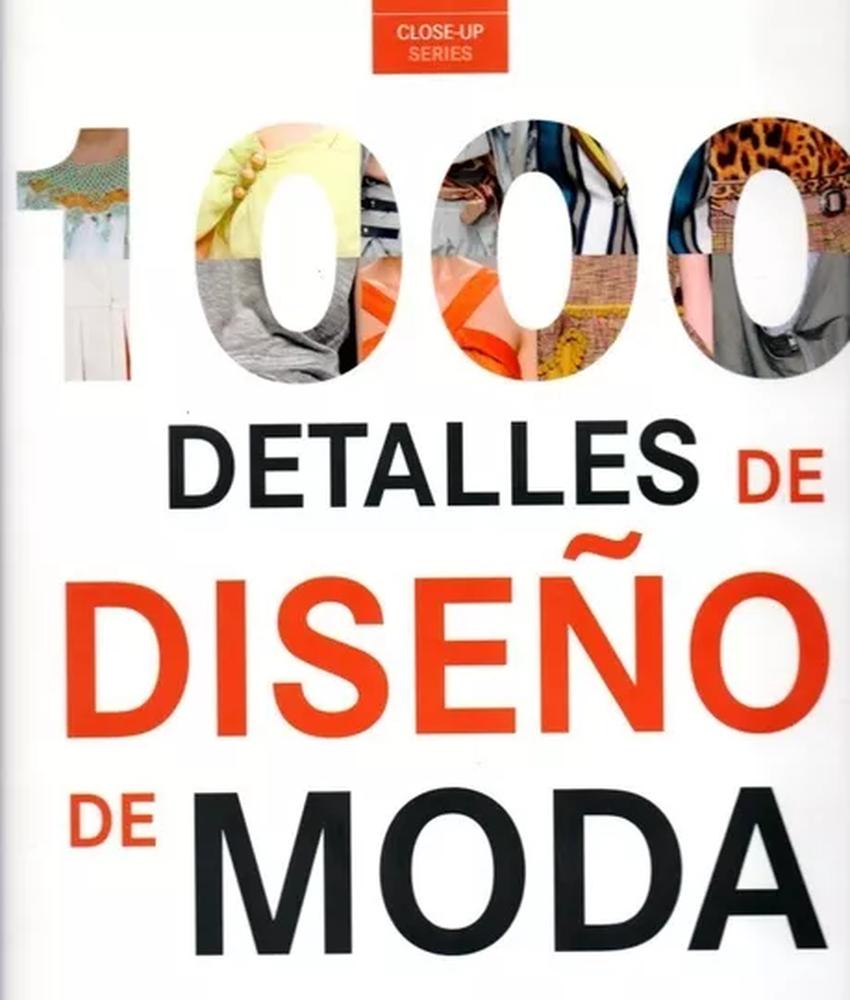 CLOSE-UP
SERIES
1000
DETALLES DE
DISEÑO
DE MODA